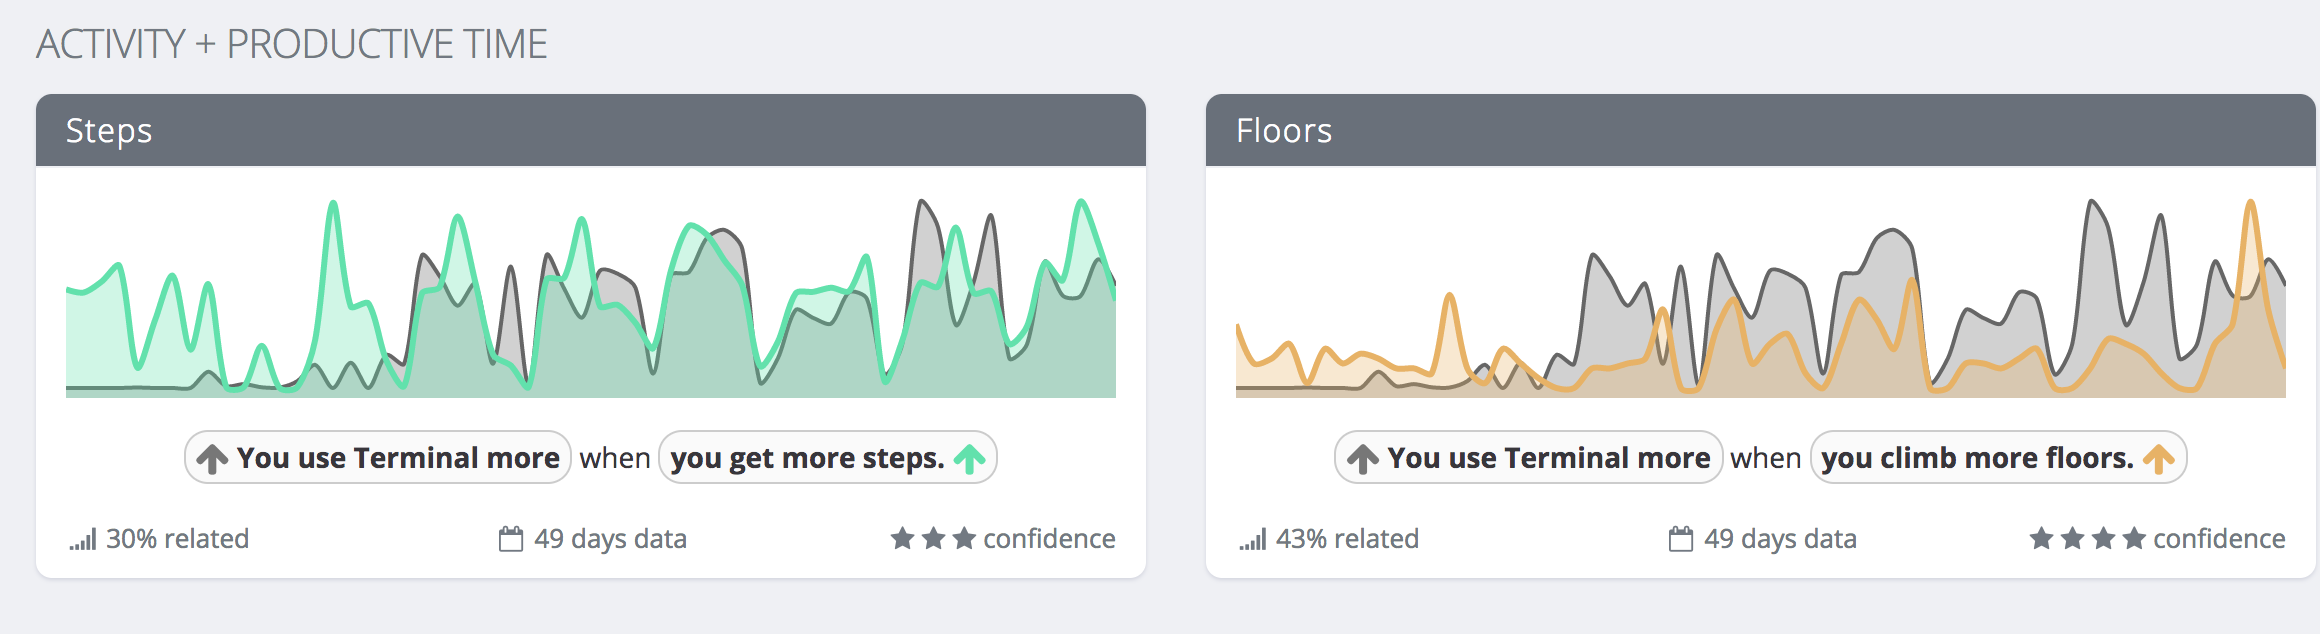 ACTIVITY + PRODUCTIVE TIME
Steps
You use Terminal more when you get more steps.
30% related
49 days data
confidence
Floors
You use Terminal more when you climb more floors.
43% related
49 days data
confidence